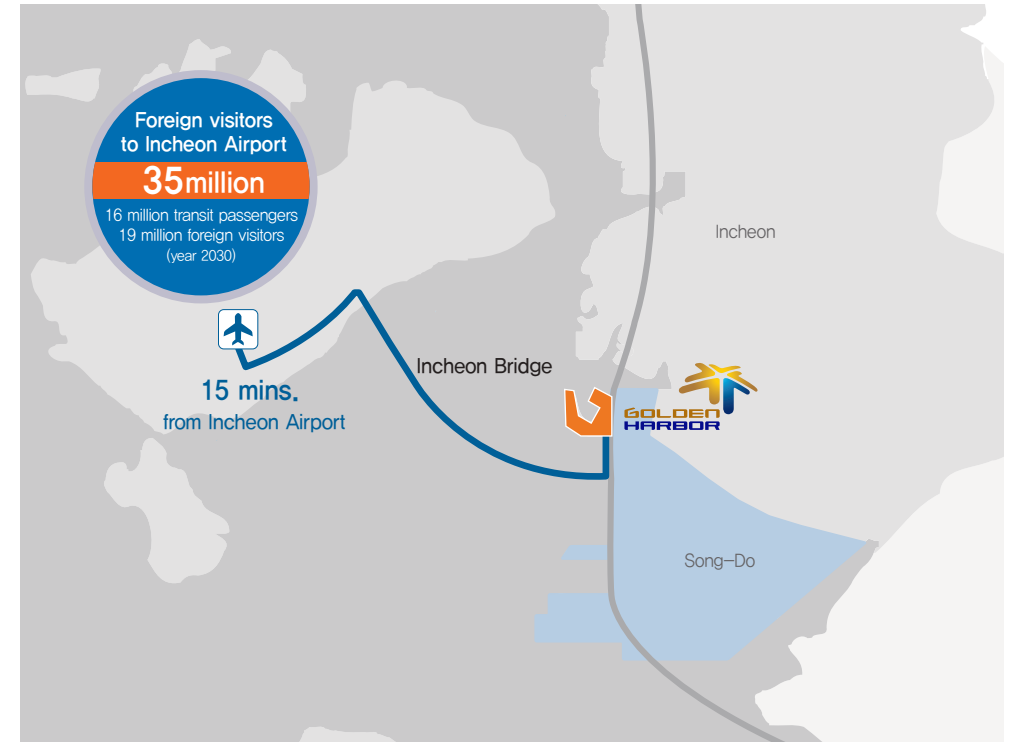 Foreign visitors
to Incheon Airport
35million
16 million transit passengers
19 million foreign visitors
(year 2030)
Incheon
Incheon Bridge
15 mins.
from Incheon Airport
GOLDEN
HARBOR
Song-Do